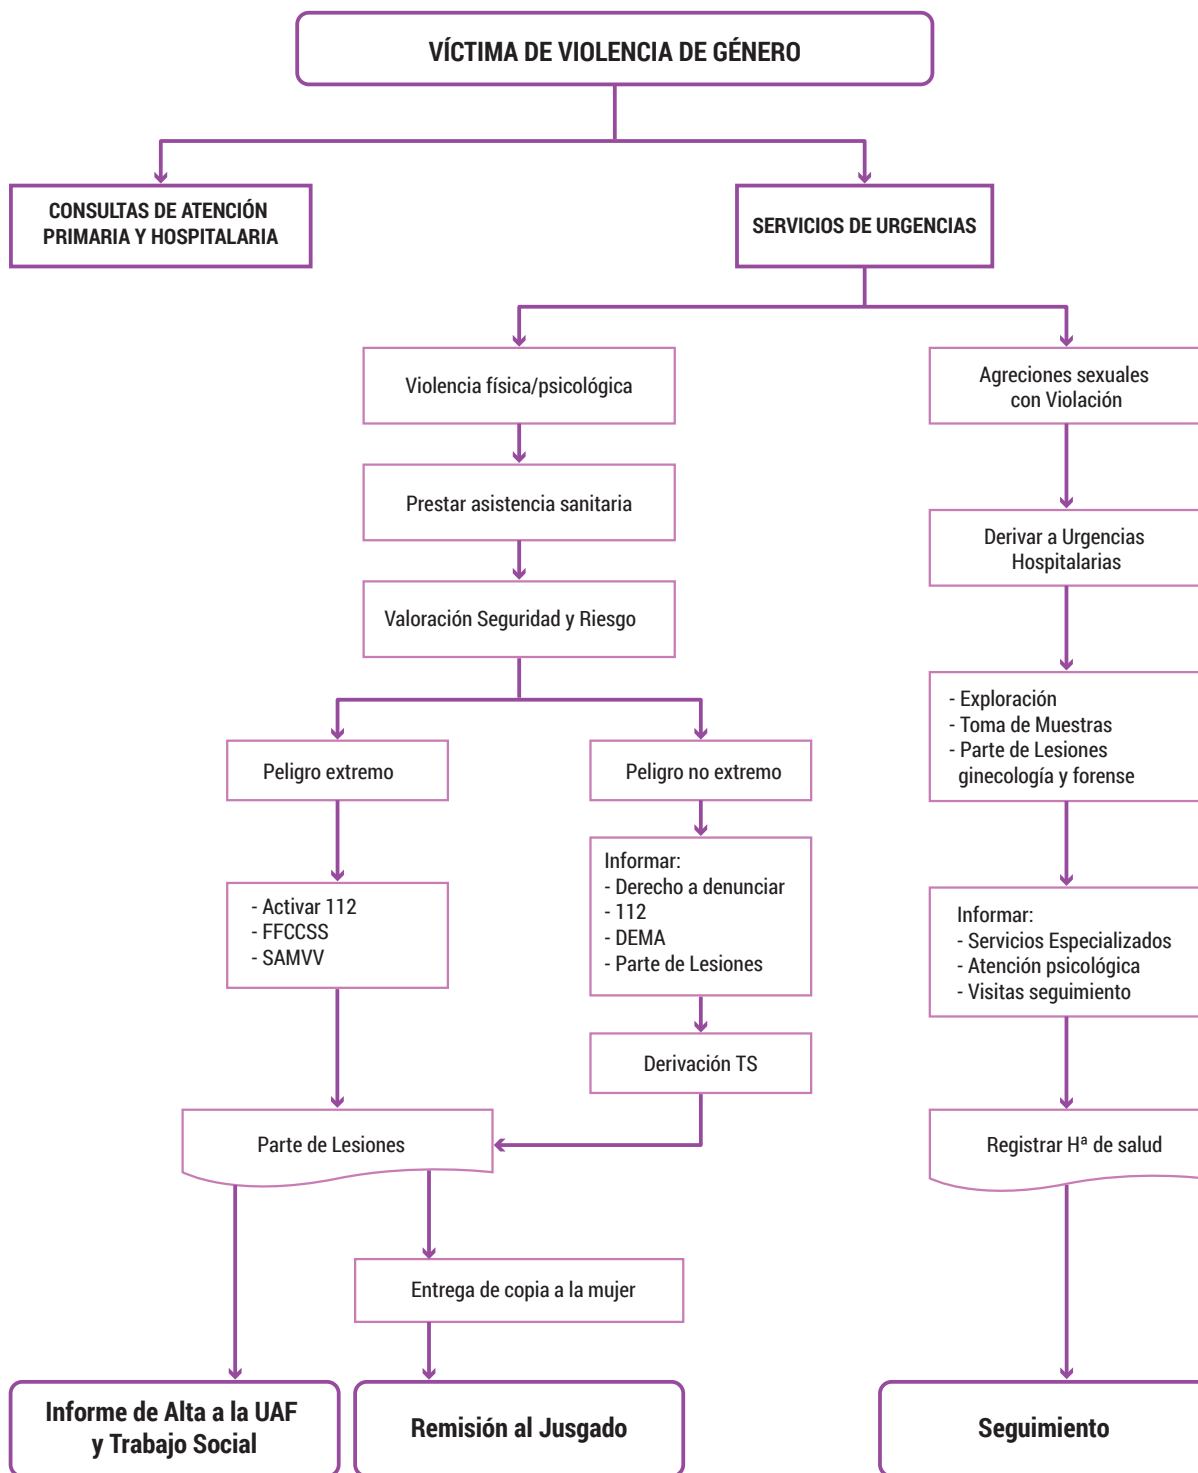 VÍCTIMA DE VIOLENCIA DE GÉNERO
CONSULTAS DE ATENCIÓN
PRIMARIA Y HOSPITALARIA
SERVICIOS DE URGENCIAS
Violencia física/psicológica
Agreciones sexuales
con Violación
Prestar asistencia sanitaria
Derivar a Urgencias
Hospitalarias
Valoración Seguridad y Riesgo
- Exploración
- Toma de Muestras
- Parte de Lesiones
ginecología y forense
Peligro extremo
Peligro no extremo
- Activar 112
- FFCCSS
- SAMVV
Informar:
- Derecho a denunciar
- 112
- DEMA
- Parte de Lesiones
Informar:
- Servicios Especializados
- Atención psicológica
- Visitas seguimiento
Derivación TS
Parte de Lesiones
Registrar Hª de salud
Entrega de copia a la mujer
Informe de Alta a la UAF
y Trabajo Social
Remisión al Jusgado
Seguimiento